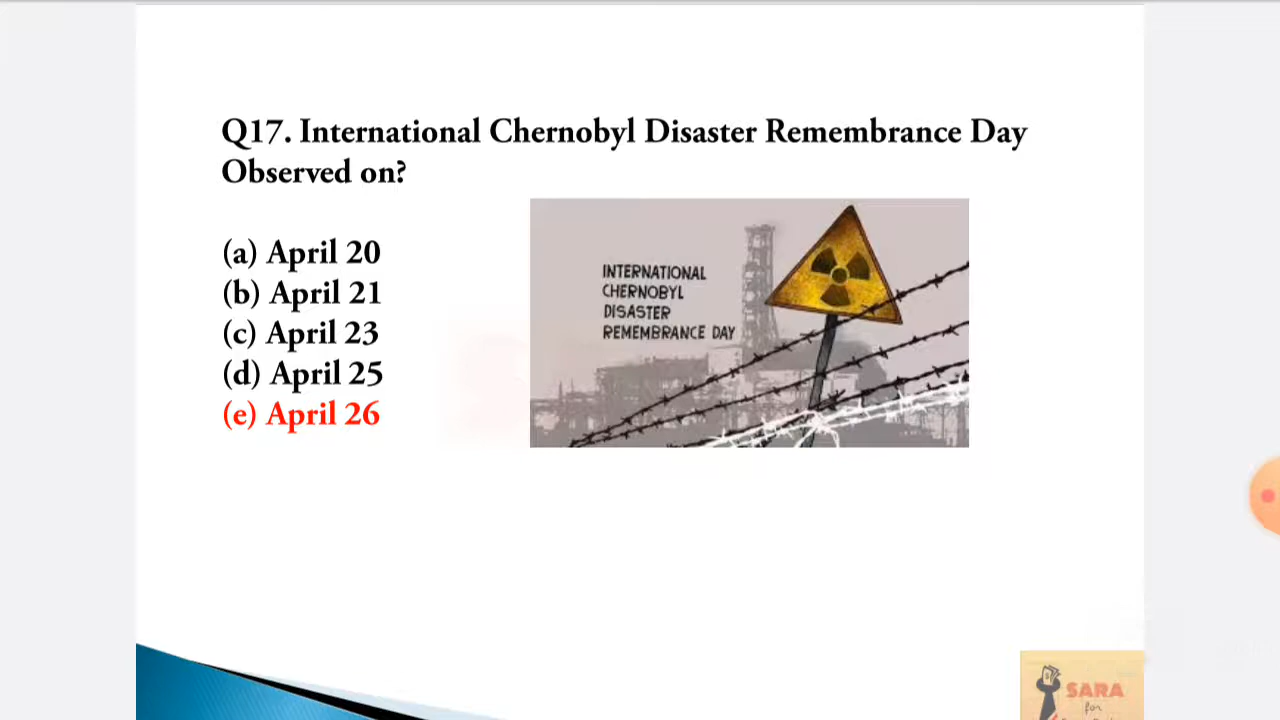 Q17. International Chernobyl Disaster Remembrance Day
Observed on?
(a) April 20
(b) April 21
(c) April 23
(d) April 25
(e) April 26
INTERNATIONAL
CHERNOBYL
DISASTER
REMEMBRANCE DAY
SARA
for